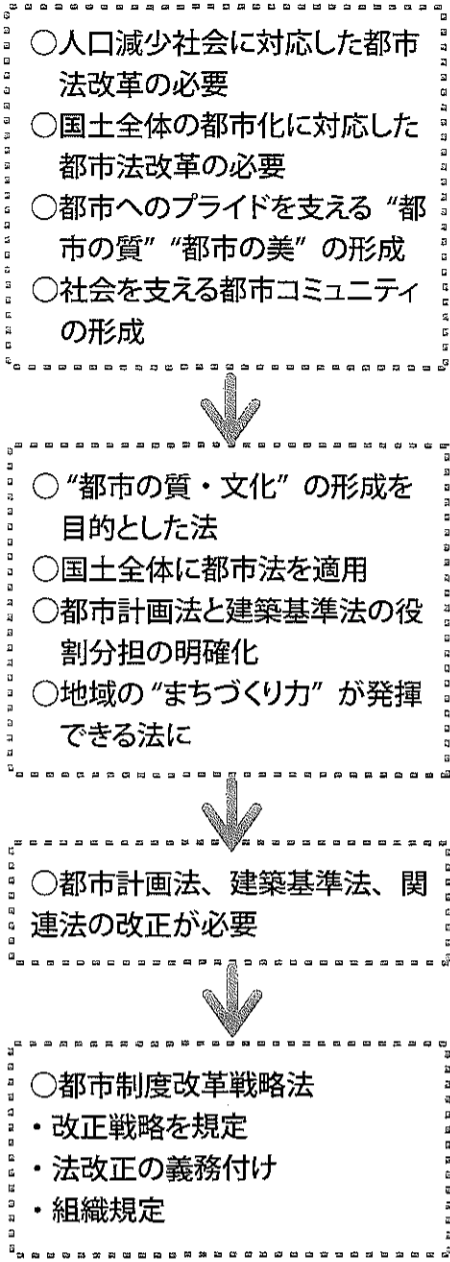 ○人口減少社会に対応した都市
法改革の必要
○国土全体の都市化に対応した
都市法改革の必要
○都市へのプライドを支える“都
市の質”“都市の美”の形成
○社会を支える都市コミュニティ
の形成
○“都市の質・文化”の形成を
目的とした法
○国土全体に都市法を適用
○都市計画法と建築基準法の役
割分担の明確化
○地域の“まちづくり力”が発揮
できる法に
○都市計画法、建築基準法、関
連法の改正が必要
○都市制度改革戦略法
・改正戦略を規定
・法改正の義務付け
・組織規定